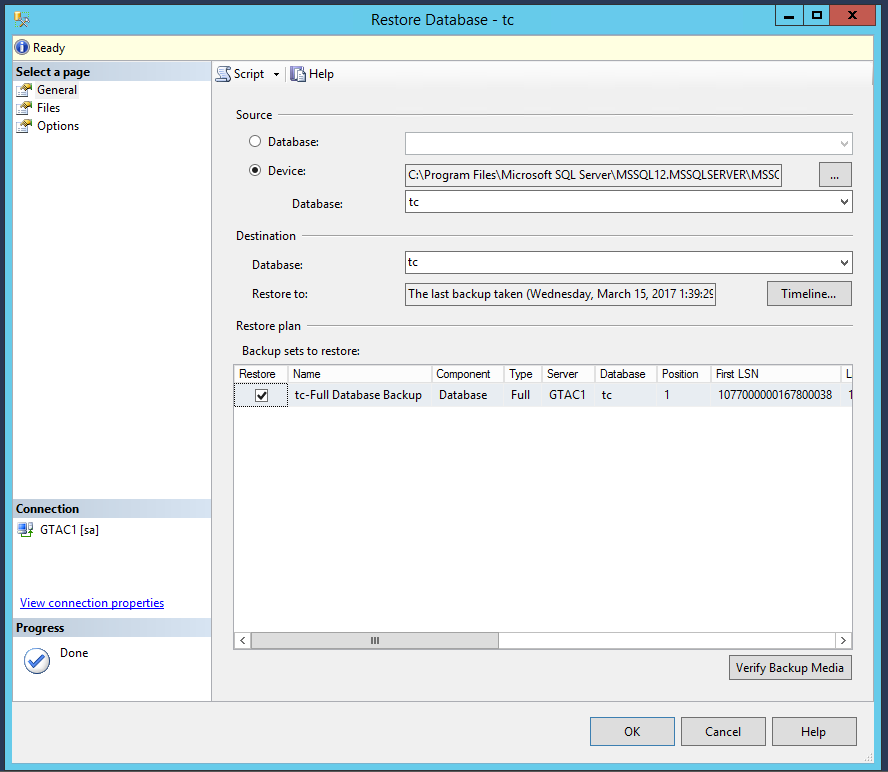 Restore Database - tc
Ready
Select a page
General
Files
Options
Script
Help
Source
Database:
Device:
C:\Program Files\Microsoft SQL Server\MSSQL12.MSSQLSERVER\MSSQ
...
Database:
tc
Destination
Database:
tc
Restore to:
The last backup taken (Wednesday, March 15, 2017 1:39:29
Timeline...
Restore plan
Backup sets to restore:
Restore Name Component Type Server Database Position First LSN L
tc-Full Database Backup Database Full GTAC1 tc 1 1077000000167800038 1
Connection
GTAC1 [sa]
View connection properties
Progress
Done
Verify Backup Media
OK Cancel Help